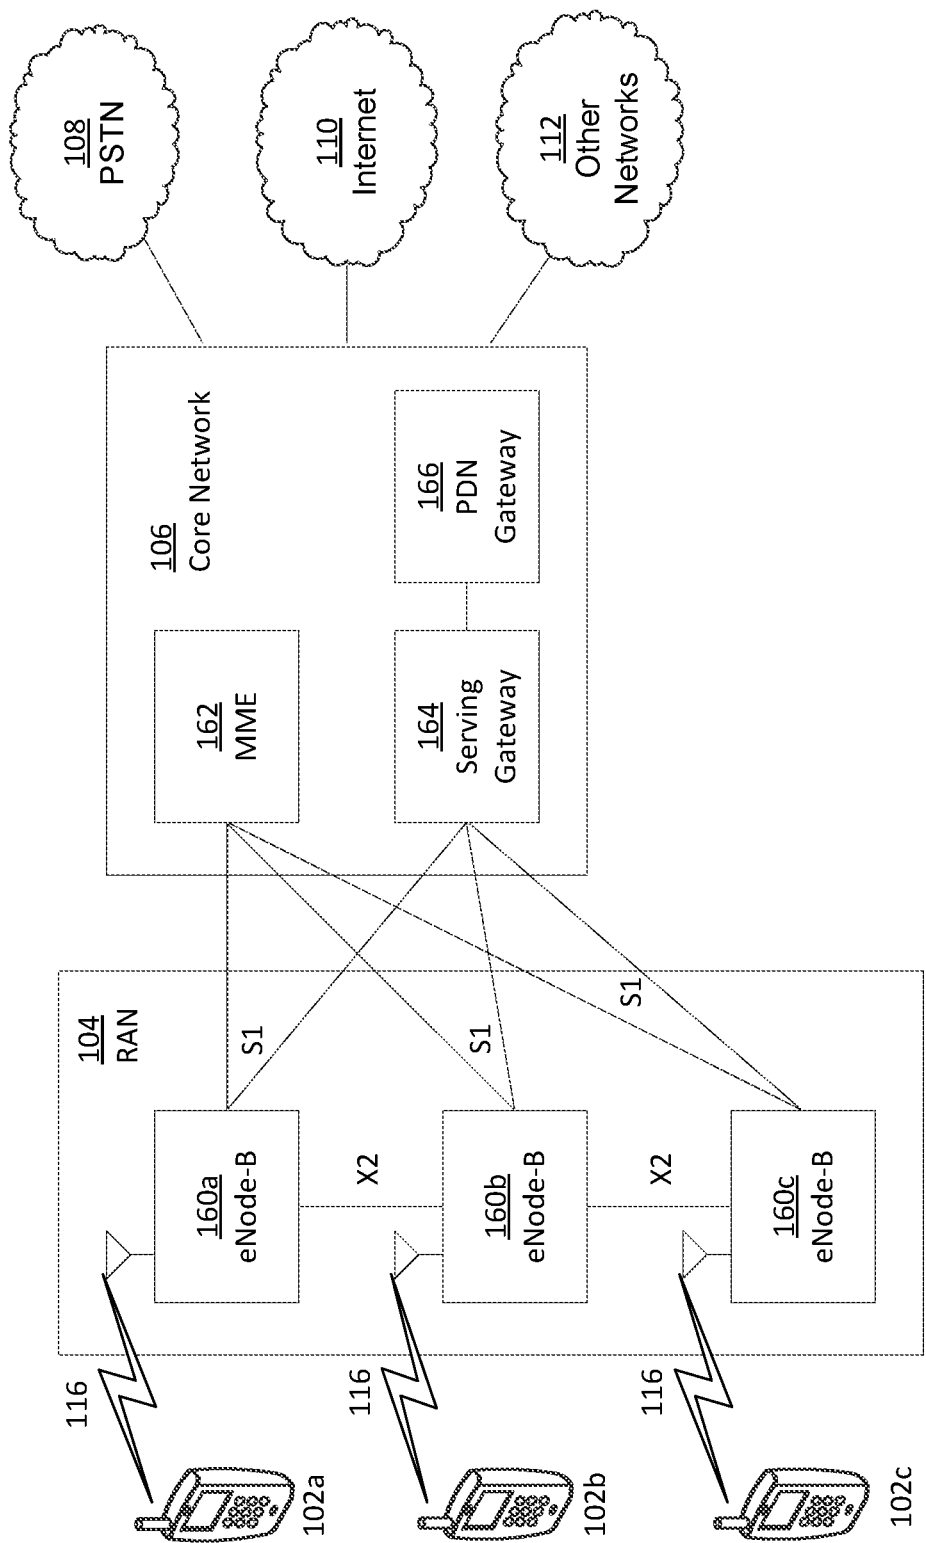 102a
116
160a
eNode-B
104
RAN
S1
X2
102b
116
160b
eNode-B
S1
X2
102c
116
160c
eNode-B
S1
106
Core Network
162
MME
164
Serving
Gateway
166
PDN
Gateway
108
PSTN
110
Internet
112
Other
Networks